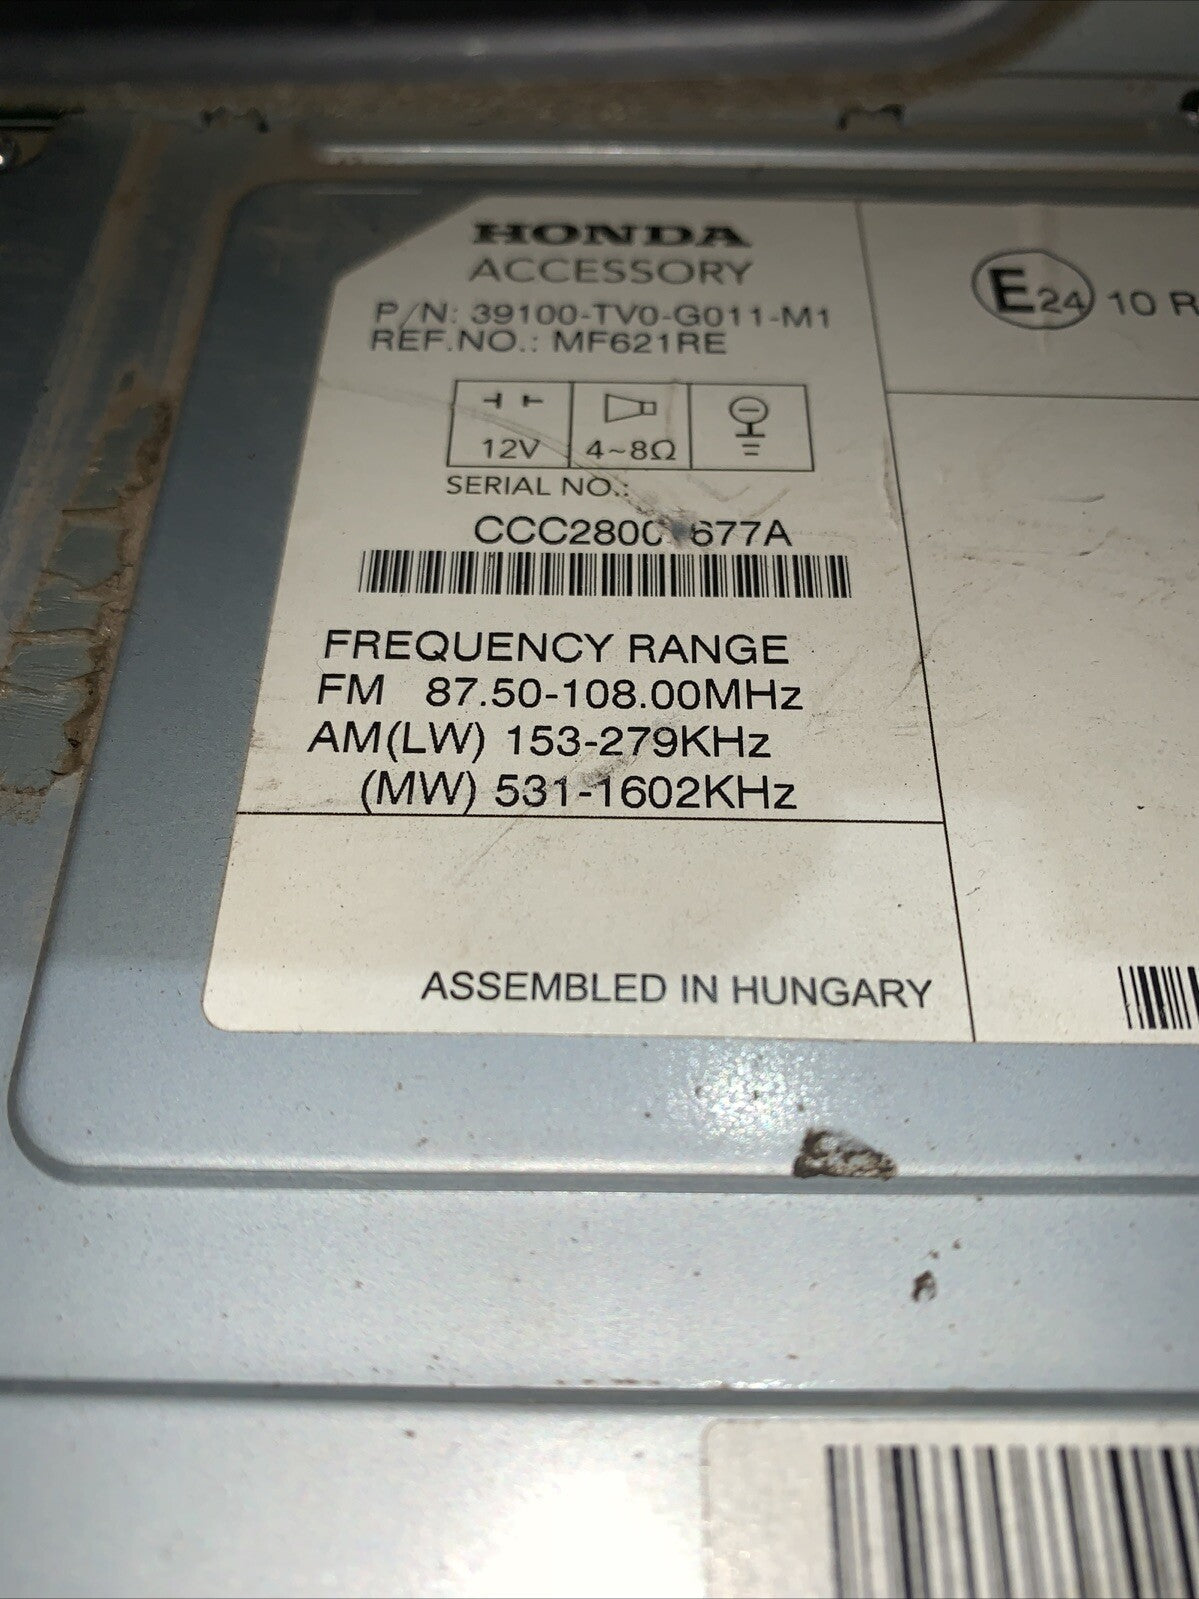 HONDA
ACCESSORY
P/N: 39100-TV0-G011-M1
REF.NO.: MF621RE
E24 10 R
12V 4~8Ω
SERIAL NO.:
FREQUENCY RANGE
FM 87.50-108.00MHz
AM(LW) 153-279KHz
(MW) 531-1602KHz
ASSEMBLED IN HUNGARY